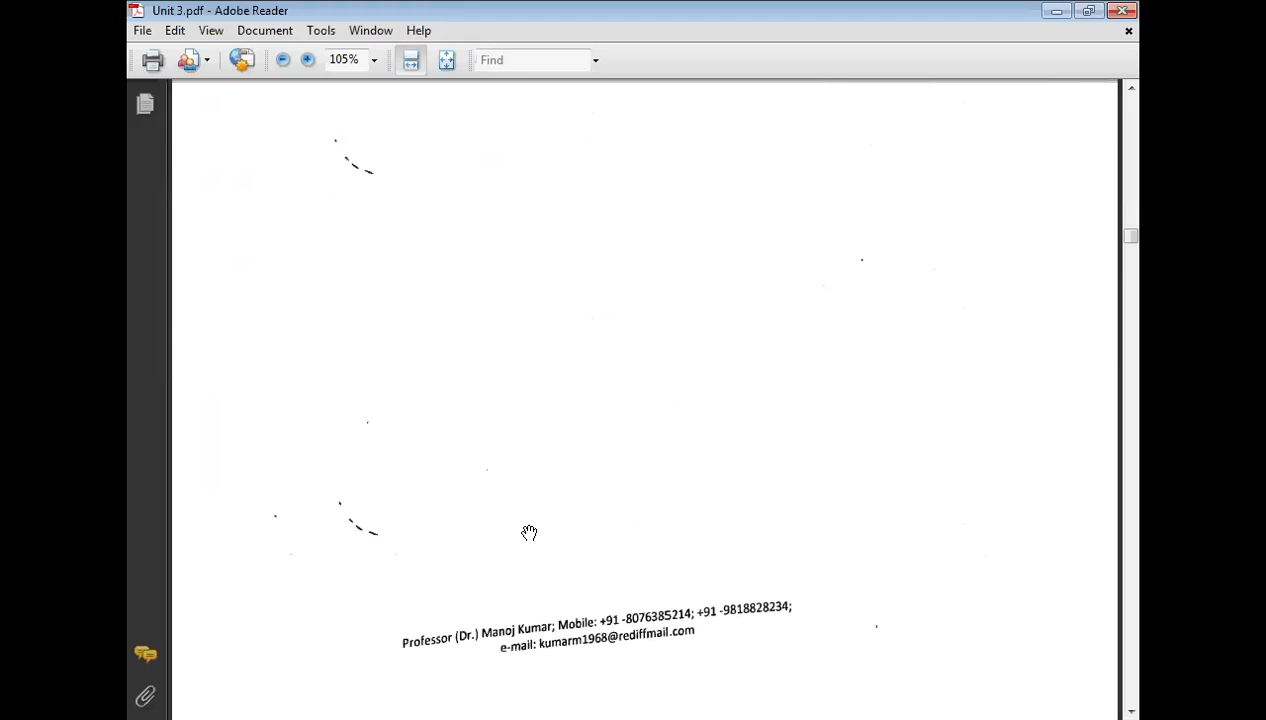 Unit 3.pdf - Adobe Reader
File Edit View Document Tools Window Help
105% Find
Professor (Dr.) Manoj Kumar; Mobile: +91 -8076385214; +91 -9818828234;
e-mail: kumarm1968@rediffmail.com